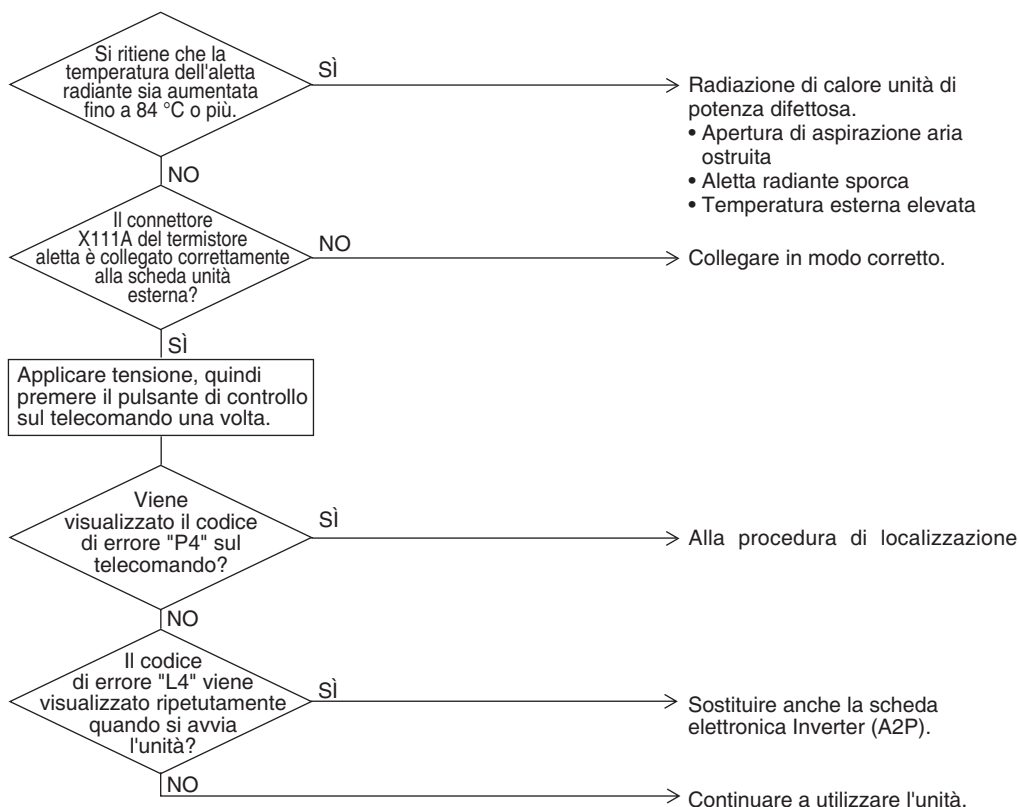 Si ritiene che la
temperatura dell'aletta
radiante sia aumentata
fino a 84 °C o più.
SÌ
Radiazione di calore unità di
potenza difettosa.
• Apertura di aspirazione aria
ostruita
• Aletta radiante sporca
• Temperatura esterna elevata
NO
Il connettore
X111A del termistore
aletta è collegato correttamente
alla scheda unità
esterna?
NO
Collegare in modo corretto.
SÌ
Applicare tensione, quindi
premere il pulsante di controllo
sul telecomando una volta.
Viene
visualizzato il codice
di errore "P4" sul
telecomando?
SÌ
Alla procedura di localizzazione
NO
Il codice
di errore "L4" viene
visualizzato ripetutamente
quando si avvia
l'unità?
SÌ
Sostituire anche la scheda
elettronica Inverter (A2P).
NO
Continuare a utilizzare l'unità.